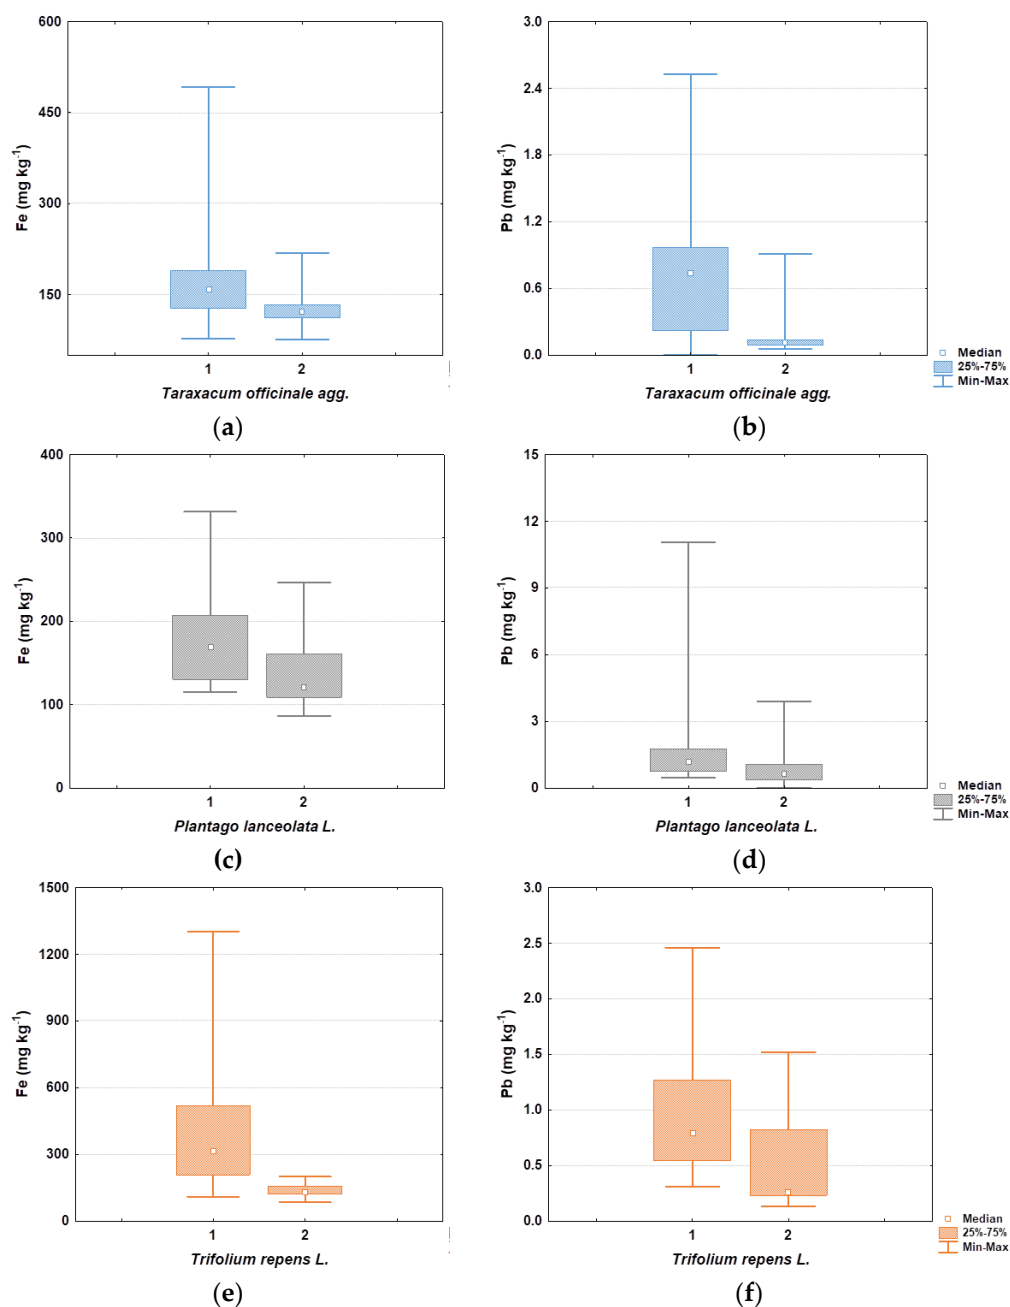 600
450
300
150
Fe (mg kg-1)
1 2
Taraxacum officinale agg.
(a)
3.0
2.4
1.8
1.2
0.6
0.0
Pb (mg kg-1)
1 2
Taraxacum officinale agg.
(b)
Median
25%-75%
Min-Max
400
300
200
100
0
Fe (mg kg-1)
1 2
Plantago lanceolata L.
(c)
15
12
9
6
3
0
Pb (mg kg-1)
1 2
Plantago lanceolata L.
(d)
Median
25%-75%
Min-Max
1500
1200
900
600
300
0
Fe (mg kg-1)
1 2
Trifolium repens L.
(e)
3.0
2.5
2.0
1.5
1.0
0.5
0.0
Pb (mg kg-1)
1 2
Trifolium repens L.
(f)
Median
25%-75%
Min-Max